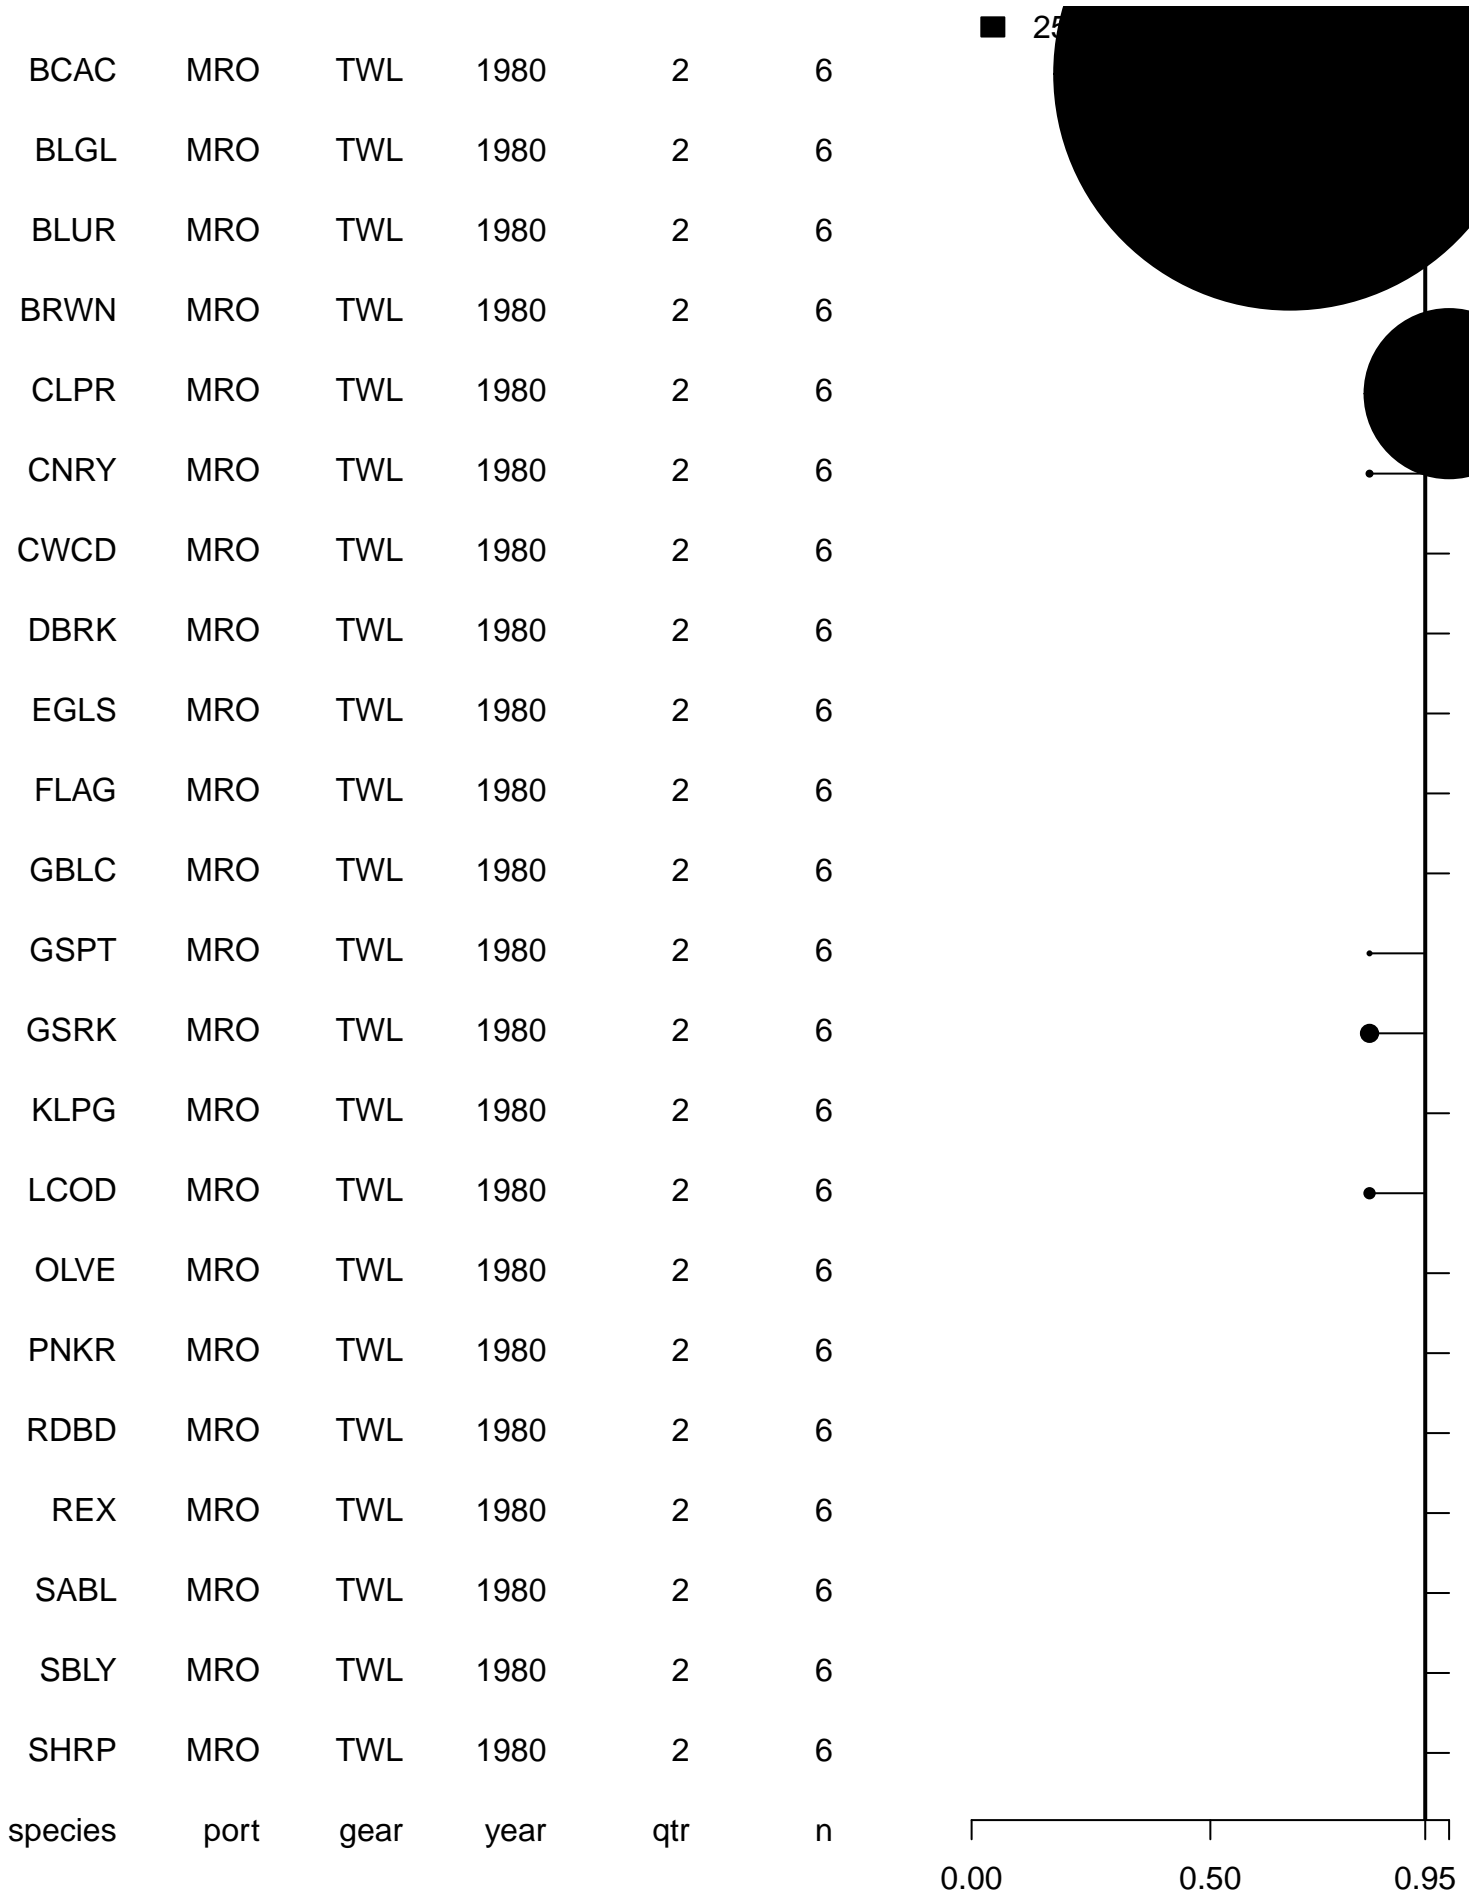 25
BCAC MRO TWL 1980 2 6
BLGL MRO TWL 1980 2 6
BLUR MRO TWL 1980 2 6
BRWN MRO TWL 1980 2 6
CLPR MRO TWL 1980 2 6
CNRY MRO TWL 1980 2 6
CWCD MRO TWL 1980 2 6
DBRK MRO TWL 1980 2 6
EGLS MRO TWL 1980 2 6
FLAG MRO TWL 1980 2 6
GBLC MRO TWL 1980 2 6
GSPT MRO TWL 1980 2 6
GSRK MRO TWL 1980 2 6
KLPG MRO TWL 1980 2 6
LCOD MRO TWL 1980 2 6
OLVE MRO TWL 1980 2 6
PNKR MRO TWL 1980 2 6
RDBD MRO TWL 1980 2 6
REX MRO TWL 1980 2 6
SABL MRO TWL 1980 2 6
SBLY MRO TWL 1980 2 6
SHRP MRO TWL 1980 2 6
species port gear year qtr n
0.00 0.50 0.95